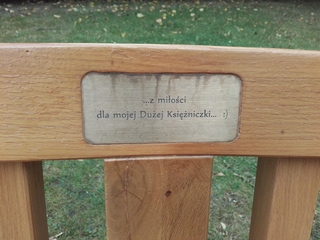 ...z miłości
dla mojej Dużej Księżniczki... :)